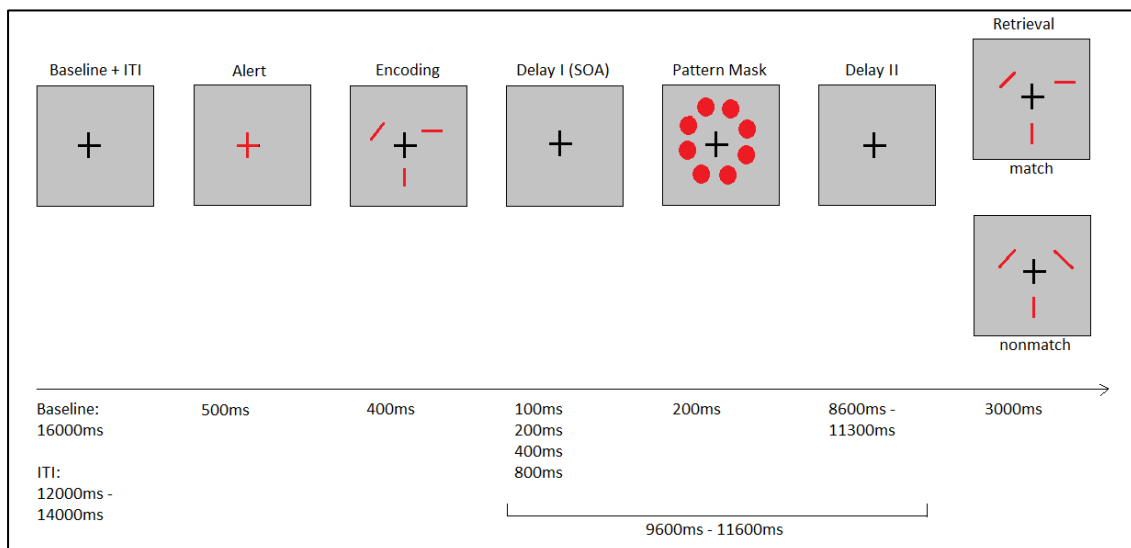 Retrieval
Baseline + ITI
Alert
Encoding
Delay I (SOA)
Pattern Mask
Delay II
match
nonmatch
Baseline:
16000ms
ITI:
12000ms -
14000ms
500ms
400ms
100ms
200ms
400ms
800ms
200ms
8600ms -
11300ms
3000ms
9600ms - 11600ms